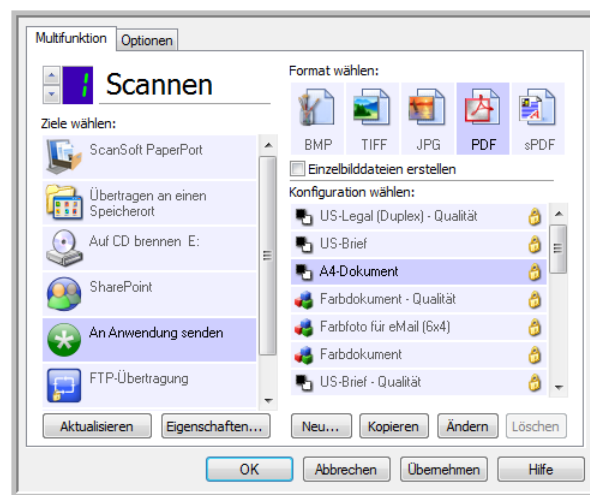 Multifunktion
Optionen
1 Scannen
Ziele wählen:
ScanSoft PaperPort
Übertragen an einen
Speicherort
Auf CD brennen E:
SharePoint
An Anwendung senden
FTP-Übertragung
Aktualisieren
Eigenschaften...
Format wählen:
BMP
TIFF
JPG
PDF
sPDF
Einzelbilddateien erstellen
Konfiguration wählen:
US-Legal (Duplex) - Qualität
US-Brief
A4-Dokument
Farbdokument - Qualität
Farbfoto für eMail (6x4)
Farbdokument
US-Brief - Qualität
Neu...
Kopieren
Ändern
Löschen
OK
Abbrechen
Übernehmen
Hilfe